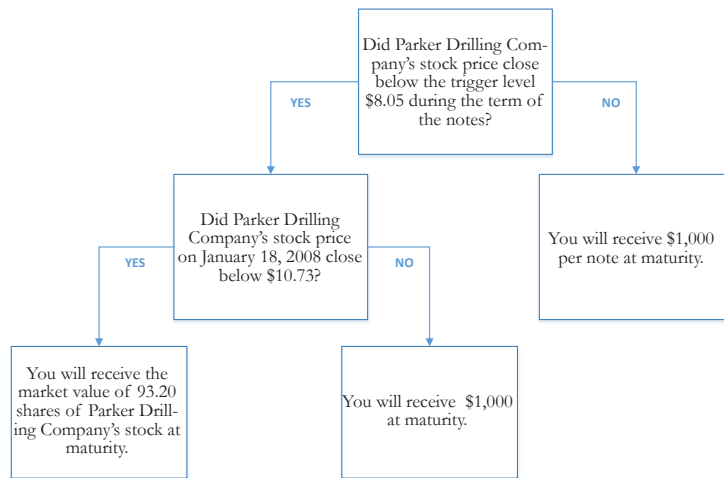 Did Parker Drilling Com-
pany's stock price close
below the trigger level
$8.05 during the term of
the notes?
YES
NO
Did Parker Drilling
Company's stock price
on January 18, 2008 close
below $10.73?
You will receive $1,000
per note at maturity.
YES
NO
You will receive the
market value of 93.20
shares of Parker Drill-
ing Company's stock at
maturity.
You will receive $1,000
at maturity.